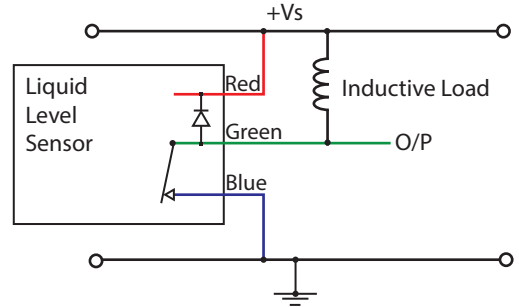 +Vs
Liquid
Level
Sensor
Red
Inductive Load
Green
O/P
Blue